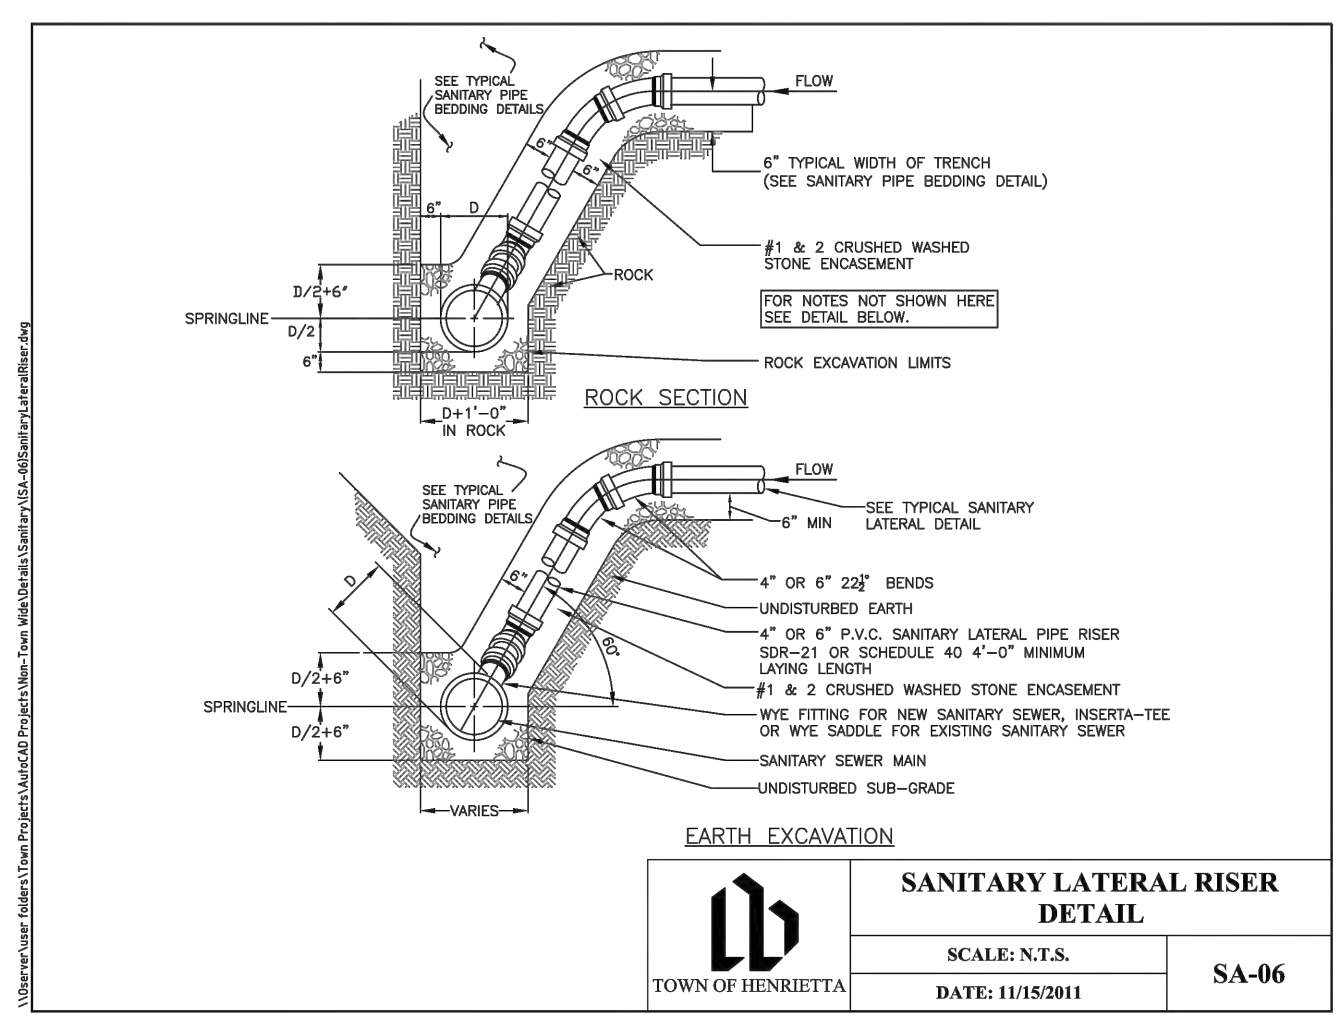 SEE TYPICAL
SANITARY PIPE
BEDDING DETAILS
FLOW
6"
6"
6" TYPICAL WIDTH OF TRENCH
(SEE SANITARY PIPE BEDDING DETAIL)
6"
D
#1 & 2 CRUSHED WASHED
STONE ENCASEMENT
ROCK
D/2+6"
FOR NOTES NOT SHOWN HERE
SEE DETAIL BELOW.
SPRINGLINE
D/2
6"
ROCK EXCAVATION LIMITS
ROCK SECTION
D+1'-0"
IN ROCK
FLOW
SEE TYPICAL
SANITARY PIPE
BEDDING DETAILS
SEE TYPICAL SANITARY
LATERAL DETAIL
6" MIN
6"
D
4" OR 6" 22½° BENDS
UNDISTURBED EARTH
4" OR 6" P.V.C. SANITARY LATERAL PIPE RISER
SDR-21 OR SCHEDULE 40 4'-0" MINIMUM
LAYING LENGTH
60°
D/2+6"
#1 & 2 CRUSHED WASHED STONE ENCASEMENT
SPRINGLINE
WYE FITTING FOR NEW SANITARY SEWER, INSERTA-TEE
OR WYE SADDLE FOR EXISTING SANITARY SEWER
D/2+6"
SANITARY SEWER MAIN
UNDISTURBED SUB-GRADE
VARIES
EARTH EXCAVATION
\\0server\user folders\Town Projects\AutoCAD Projects\Non-Town Wide\Details\Sanitary\(SA-06)SanitaryLateralRiser.dwg
TOWN OF HENRIETTA
SANITARY LATERAL RISER
DETAIL
SCALE: N.T.S.
DATE: 11/15/2011
SA-06